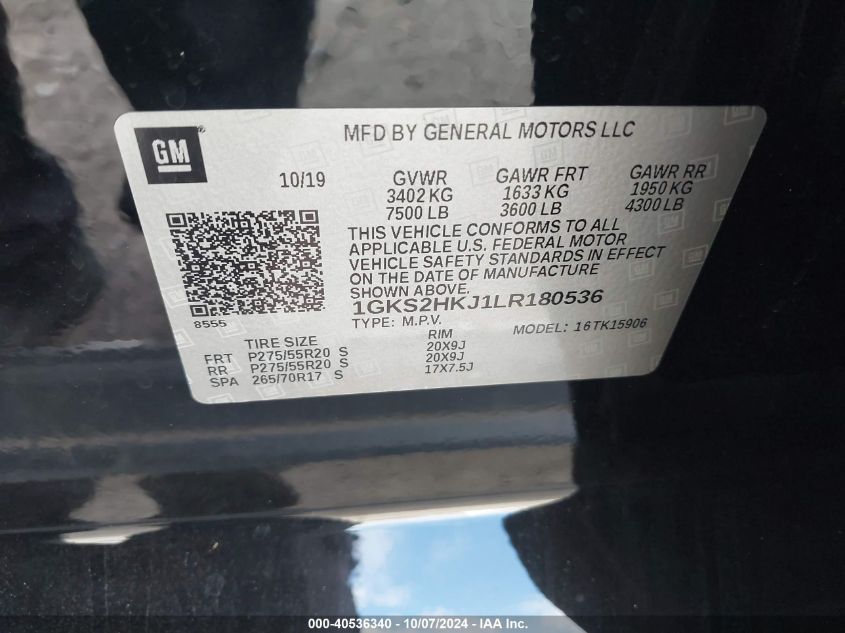 GM
MFD BY GENERAL MOTORS LLC
10/19 GVWR GAWR FRT GAWR RR
3402 KG 1633 KG 1950 KG
7500 LB 3600 LB 4300 LB
THIS VEHICLE CONFORMS TO ALL
APPLICABLE U.S. FEDERAL MOTOR
VEHICLE SAFETY STANDARDS IN EFFECT
ON THE DATE OF MANUFACTURE
SHOWN ABOVE.
1GKS2HKJ1LR180536
8555 TYPE: M.P.V. MODEL: 16TK15906
TIRE SIZE RIM
FRT P275/55R20 S 20X9J
RR P275/55R20 S 20X9J
SPA 265/70R17 S 17X7.5J
000-40536340 - 10/07/2024 - IAA Inc.